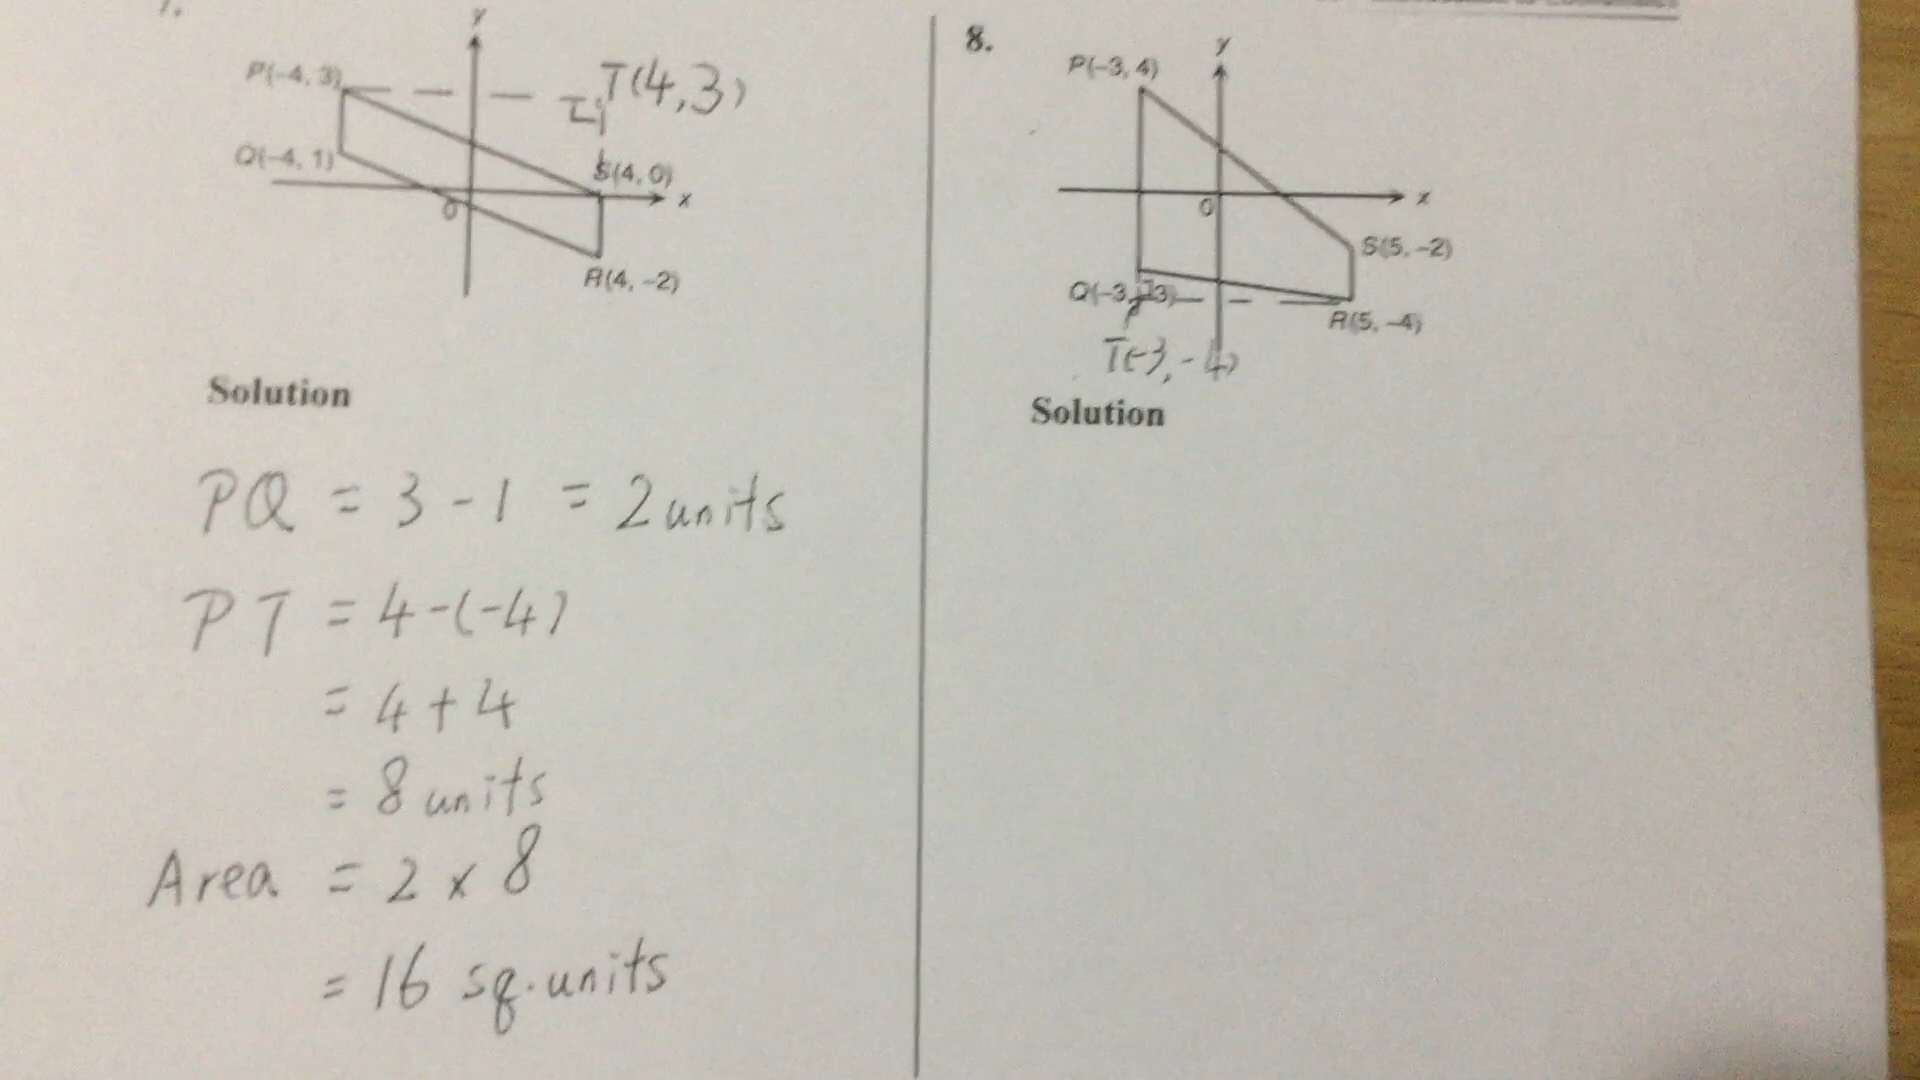 7.
y
P(-4, 3)
T(4,3)
Q(-4, 1)
S(4, 0)
x
0
R(4, -2)
Solution
PQ = 3 - 1 = 2 units
PT = 4-(-4)
= 4 + 4
= 8 units
Area = 2 x 8
= 16 sq. units
8.
y
P(-3, 4)
x
0
S(5, -2)
Q(-3, -3)
R(5, -4)
T(-3, -4)
Solution